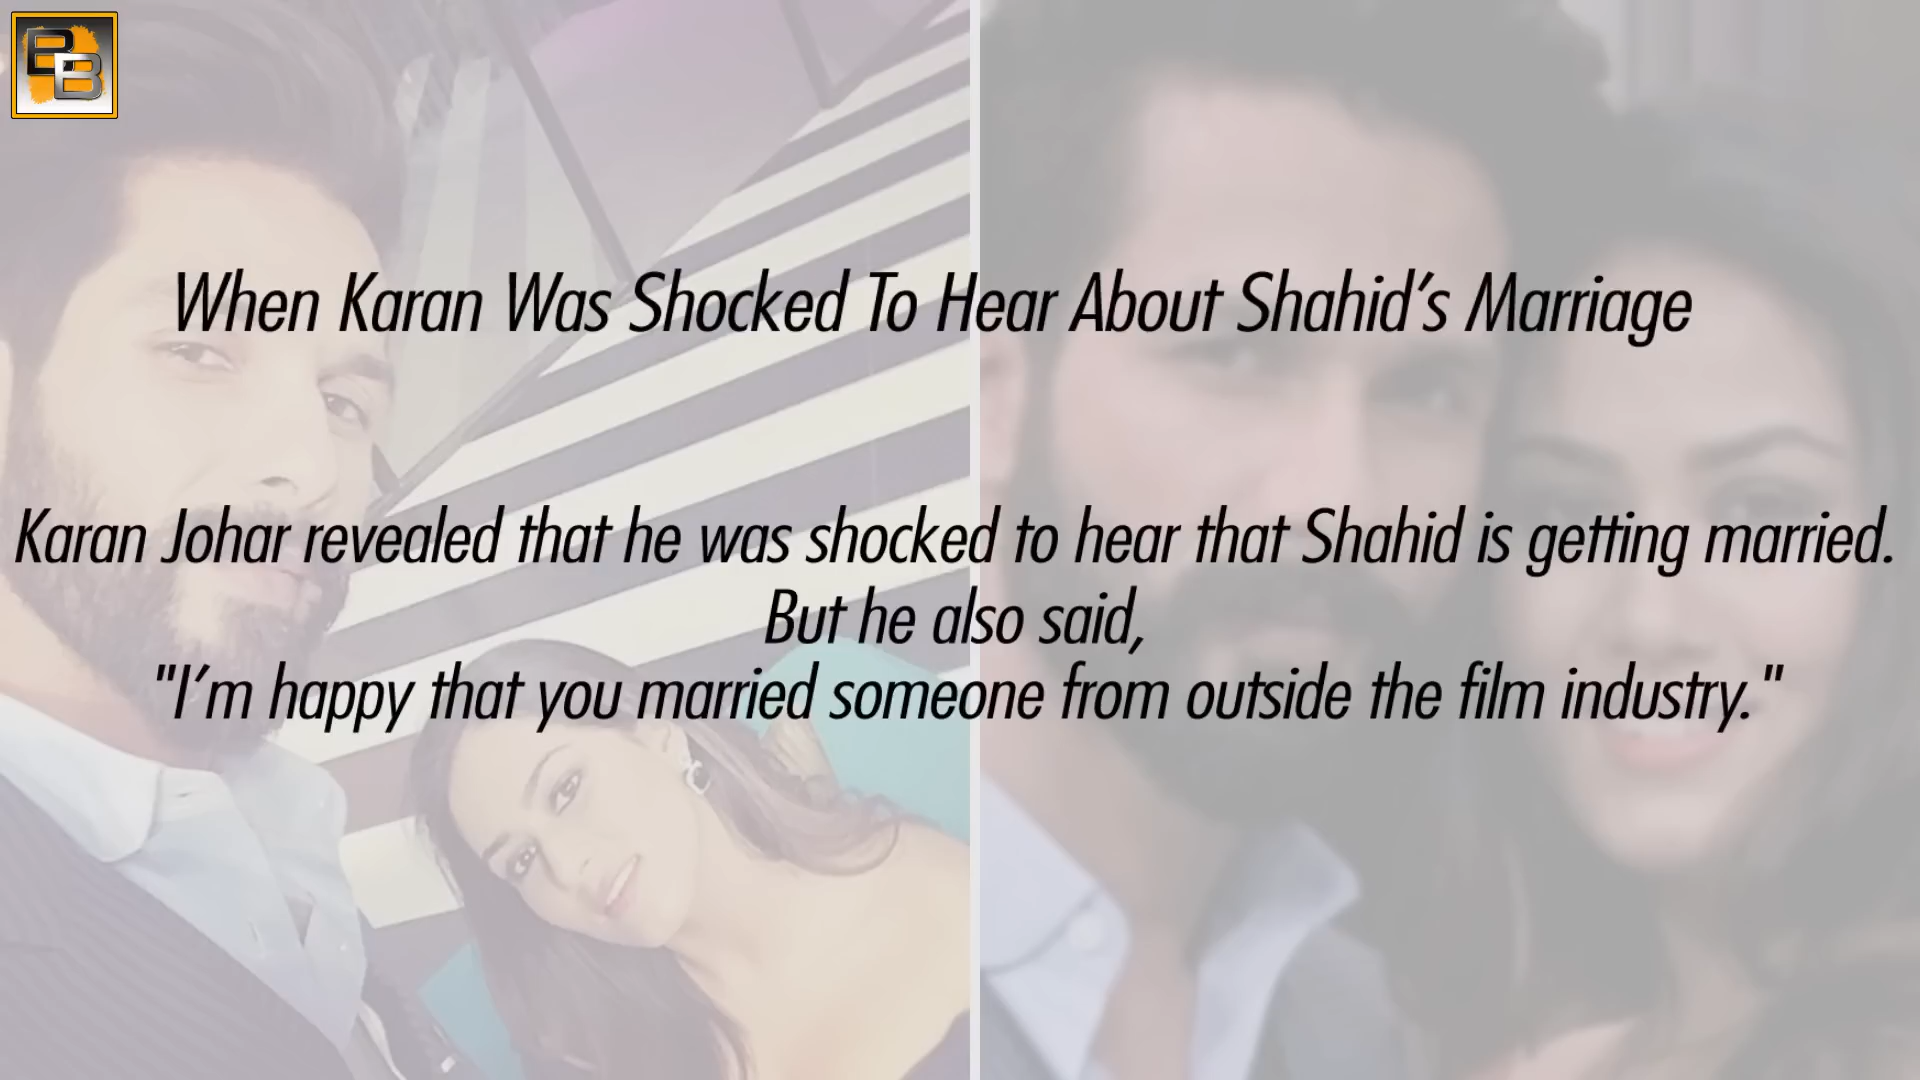 BB
When Karan Was Shocked To Hear About Shahid's Marriage
Karan Johar revealed that he was shocked to hear that Shahid is getting married.
But he also said,
"I'm happy that you married someone from outside the film industry."